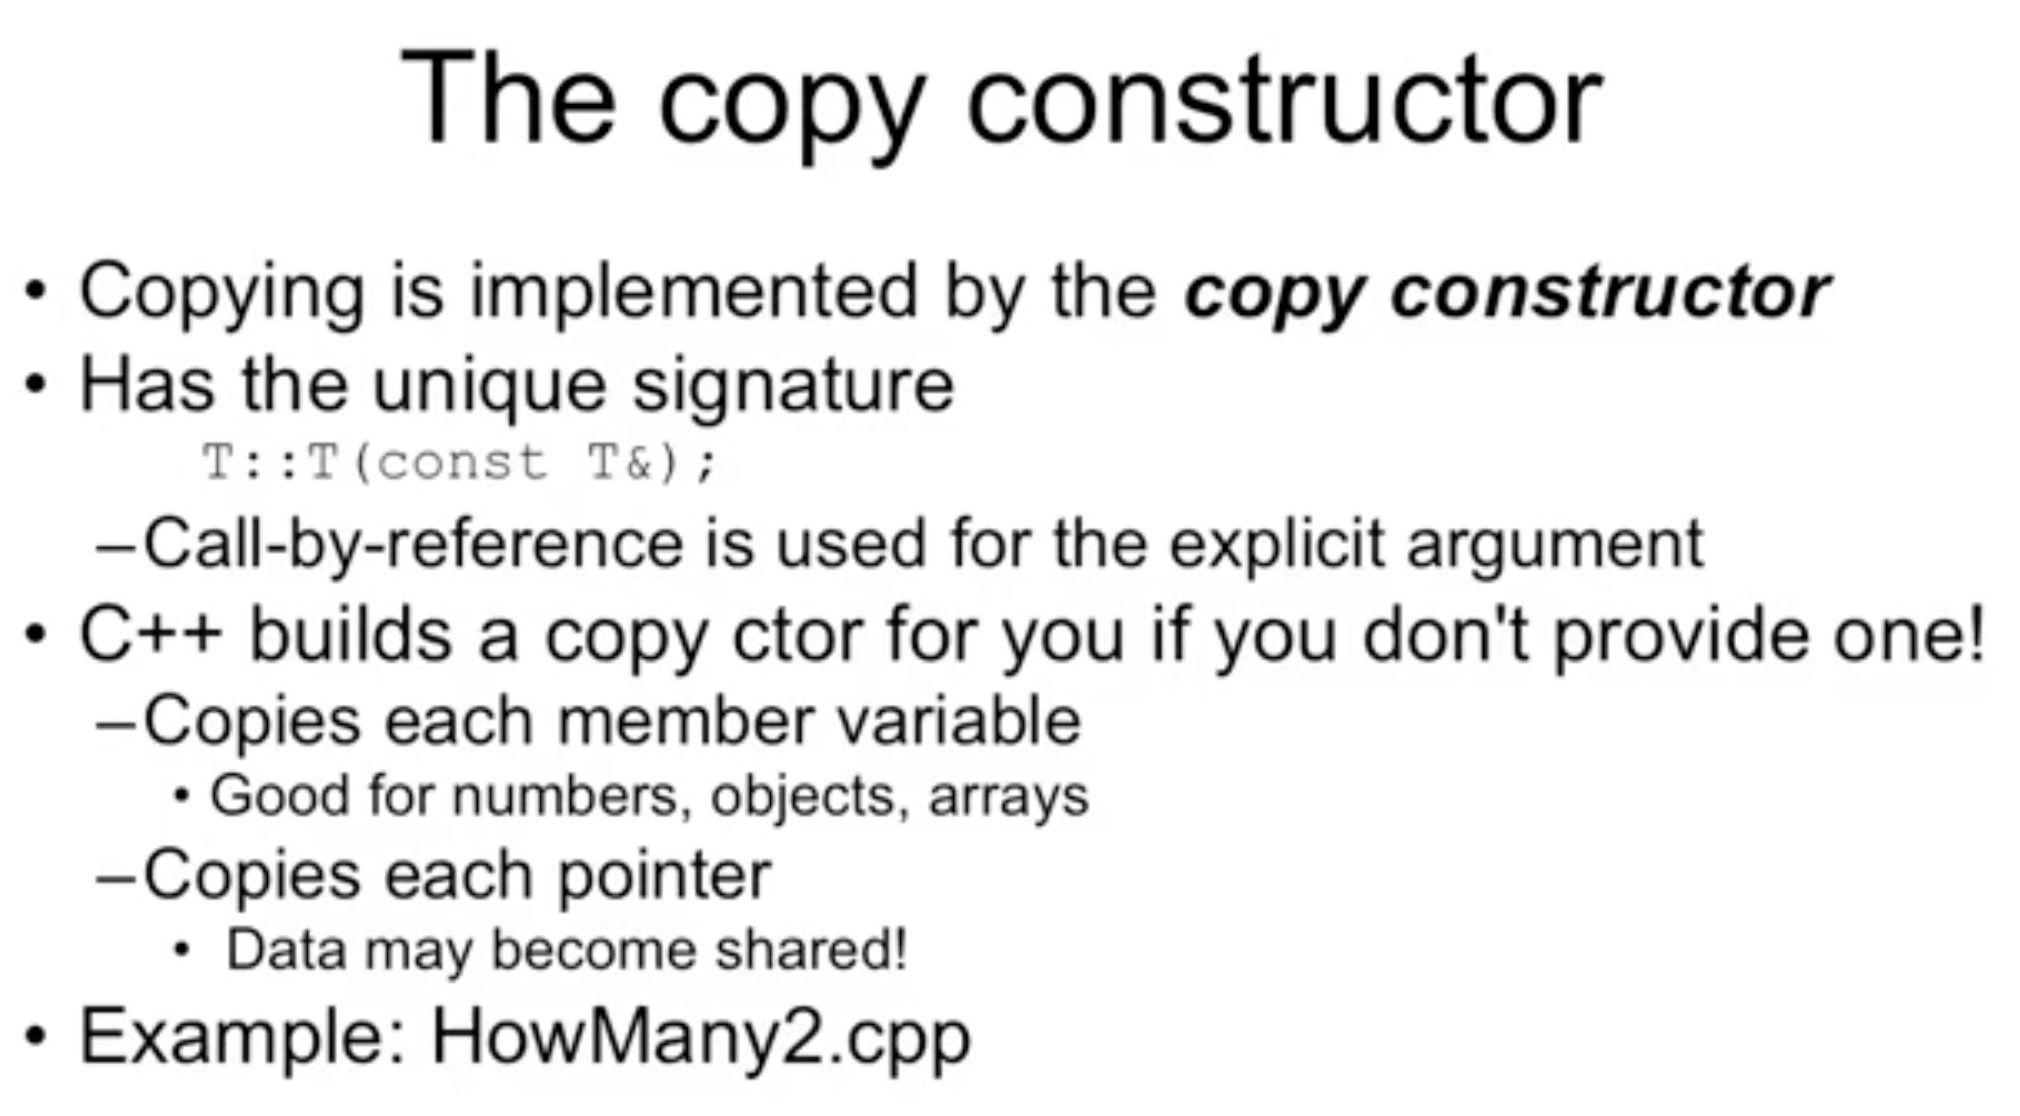 The copy constructor
• Copying is implemented by the copy constructor
• Has the unique signature
T::T(const T&);
–Call-by-reference is used for the explicit argument
• C++ builds a copy ctor for you if you don't provide one!
–Copies each member variable
• Good for numbers, objects, arrays
–Copies each pointer
• Data may become shared!
• Example: HowMany2.cpp